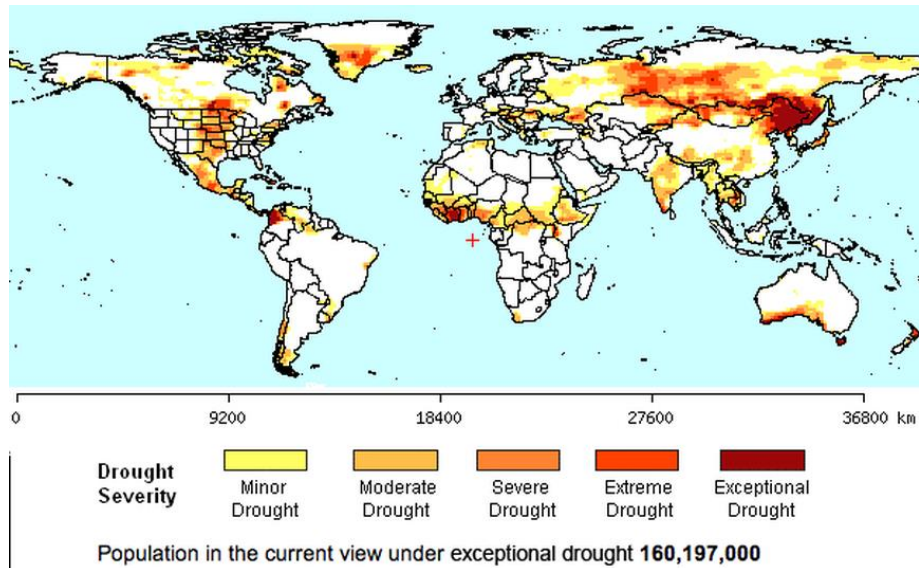 0 9200 18400 27600 36800 km
Drought Severity
Minor Drought
Moderate Drought
Severe Drought
Extreme Drought
Exceptional Drought
Population in the current view under exceptional drought 160,197,000